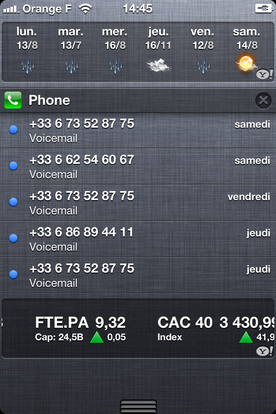 Orange F 14:45
lun. mar. mer. jeu. ven. sam.
13/8 13/7 16/8 16/11 12/8 14/8
Y!
Phone
+33 6 73 52 87 75 samedi
Voicemail
+33 6 62 54 60 67 samedi
Voicemail
+33 6 73 52 87 75 vendredi
Voicemail
+33 6 86 89 44 11 jeudi
Voicemail
+33 6 73 52 87 75 jeudi
Voicemail
FTE.PA 9,32 CAC 40 3 430,99
Cap: 24,5B 0,05 Index 41,9
Y!